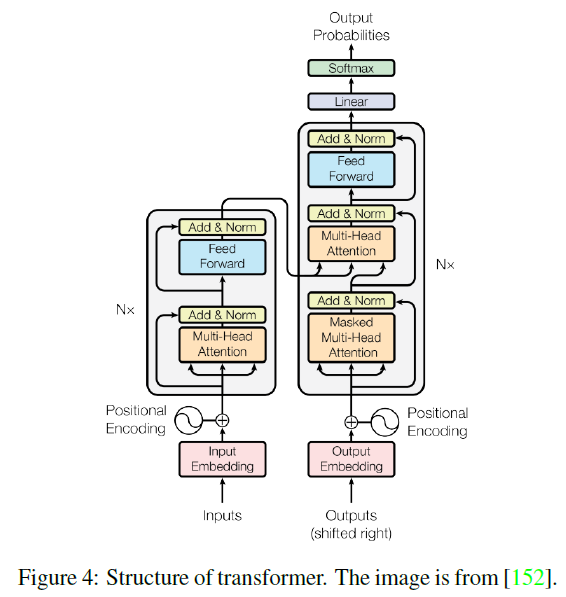 Output
Probabilities
Softmax
Linear
Add & Norm
Feed
Forward
Add & Norm
Multi-Head
Attention
Nx
Add & Norm
Masked
Multi-Head
Attention
Positional
Encoding
Output
Embedding
Outputs
(shifted right)
Add & Norm
Feed
Forward
Nx
Add & Norm
Multi-Head
Attention
Positional
Encoding
Input
Embedding
Inputs
Figure 4: Structure of transformer. The image is from [152].